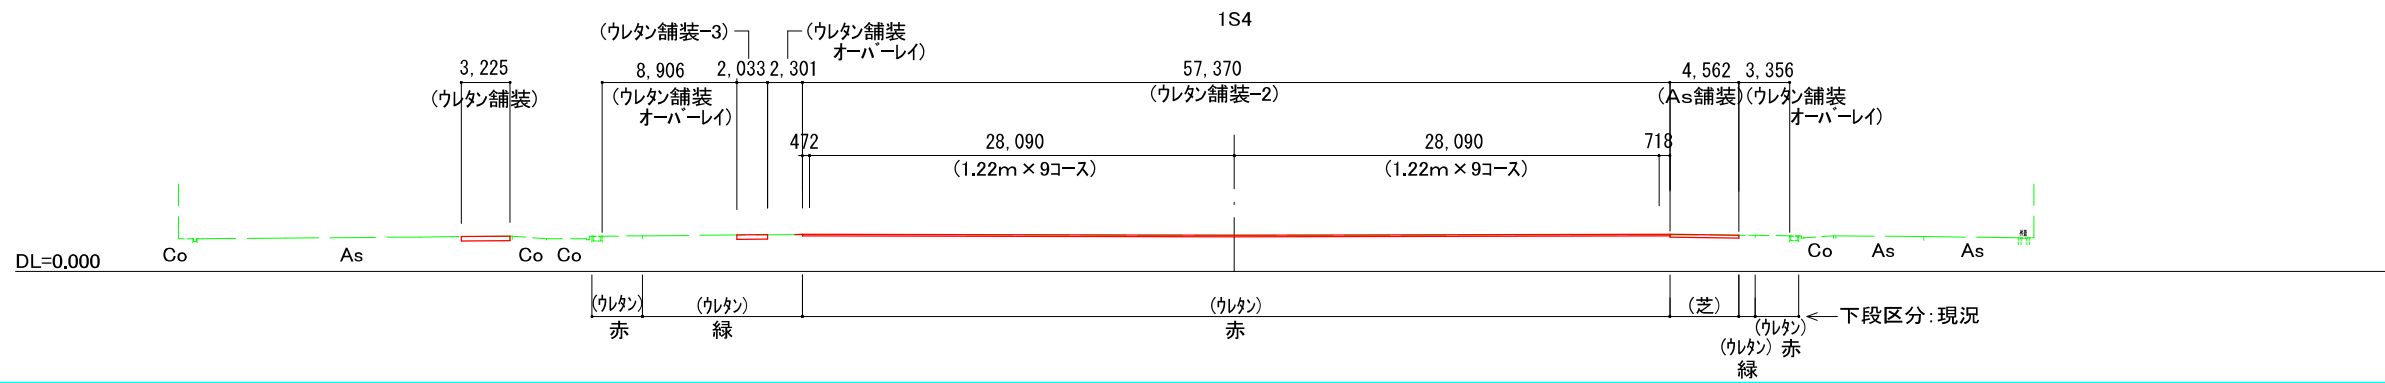 1S4
(ウレタン舗装-3)
(ウレタン舗装
オーバーレイ)
3,225
8,906
2,033
2,301
57,370
4,562
3,356
(ウレタン舗装)
(ウレタン舗装
オーバーレイ)
(ウレタン舗装-2)
(As舗装)
(ウレタン舗装
オーバーレイ)
472
28,090
28,090
718
(1.22m×9コース)
(1.22m×9コース)
Co
As
Co
Co
Co
As
As
DL=0.000
(ウレタン)
赤
(ウレタン)
緑
(ウレタン)
赤
(芝)
(ウレタン)
緑
(ウレタン)
赤
下段区分:現況